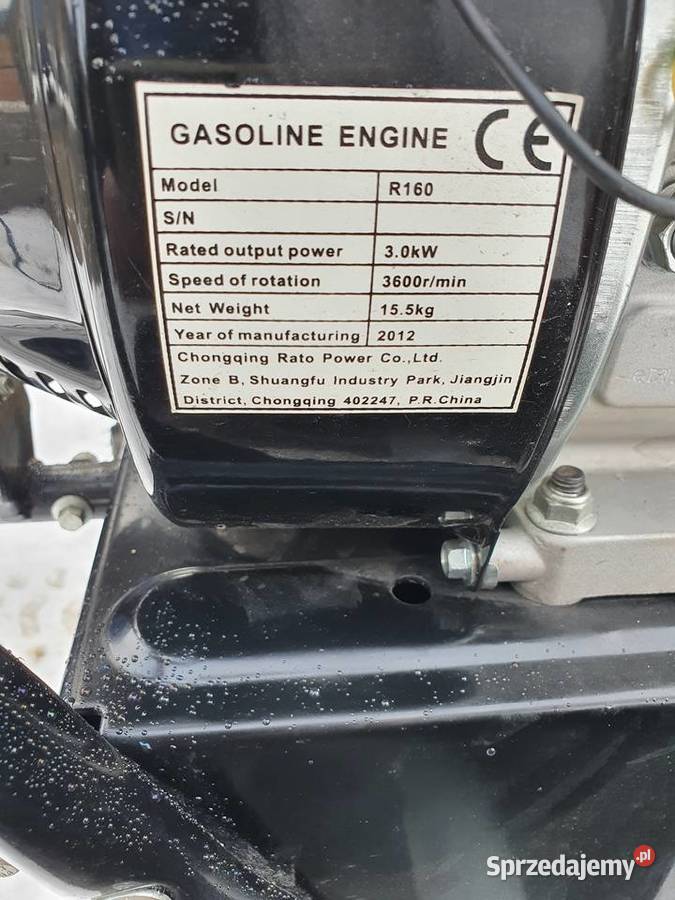 GASOLINE ENGINE CE
Model R160
S/N
Rated output power 3.0kW
Speed of rotation 3600r/min
Net Weight 15.5kg
Year of manufacturing 2012
Chongqing Rato Power Co.,Ltd.
Zone B, Shuangfu Industry Park, Jiangjin
District, Chongqing 402247, P.R.China
Sprzedajemy.pl